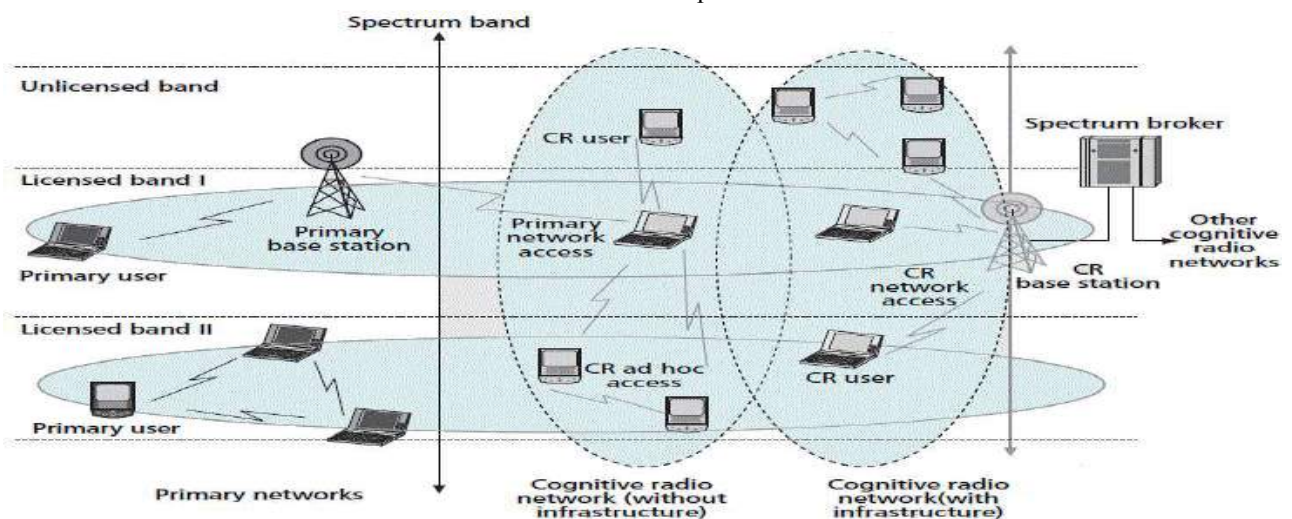 Spectrum band
Unlicensed band
CR user
Spectrum broker
Licensed band I
Primary
base station
Primary
network
access
Other
cognitive
radio
networks
Primary user
CR
network
access
CR
base station
Licensed band II
CR ad hoc
access
CR user
Primary user
Primary networks
Cognitive radio
network (without
infrastructure)
Cognitive radio
network(with
infrastructure)